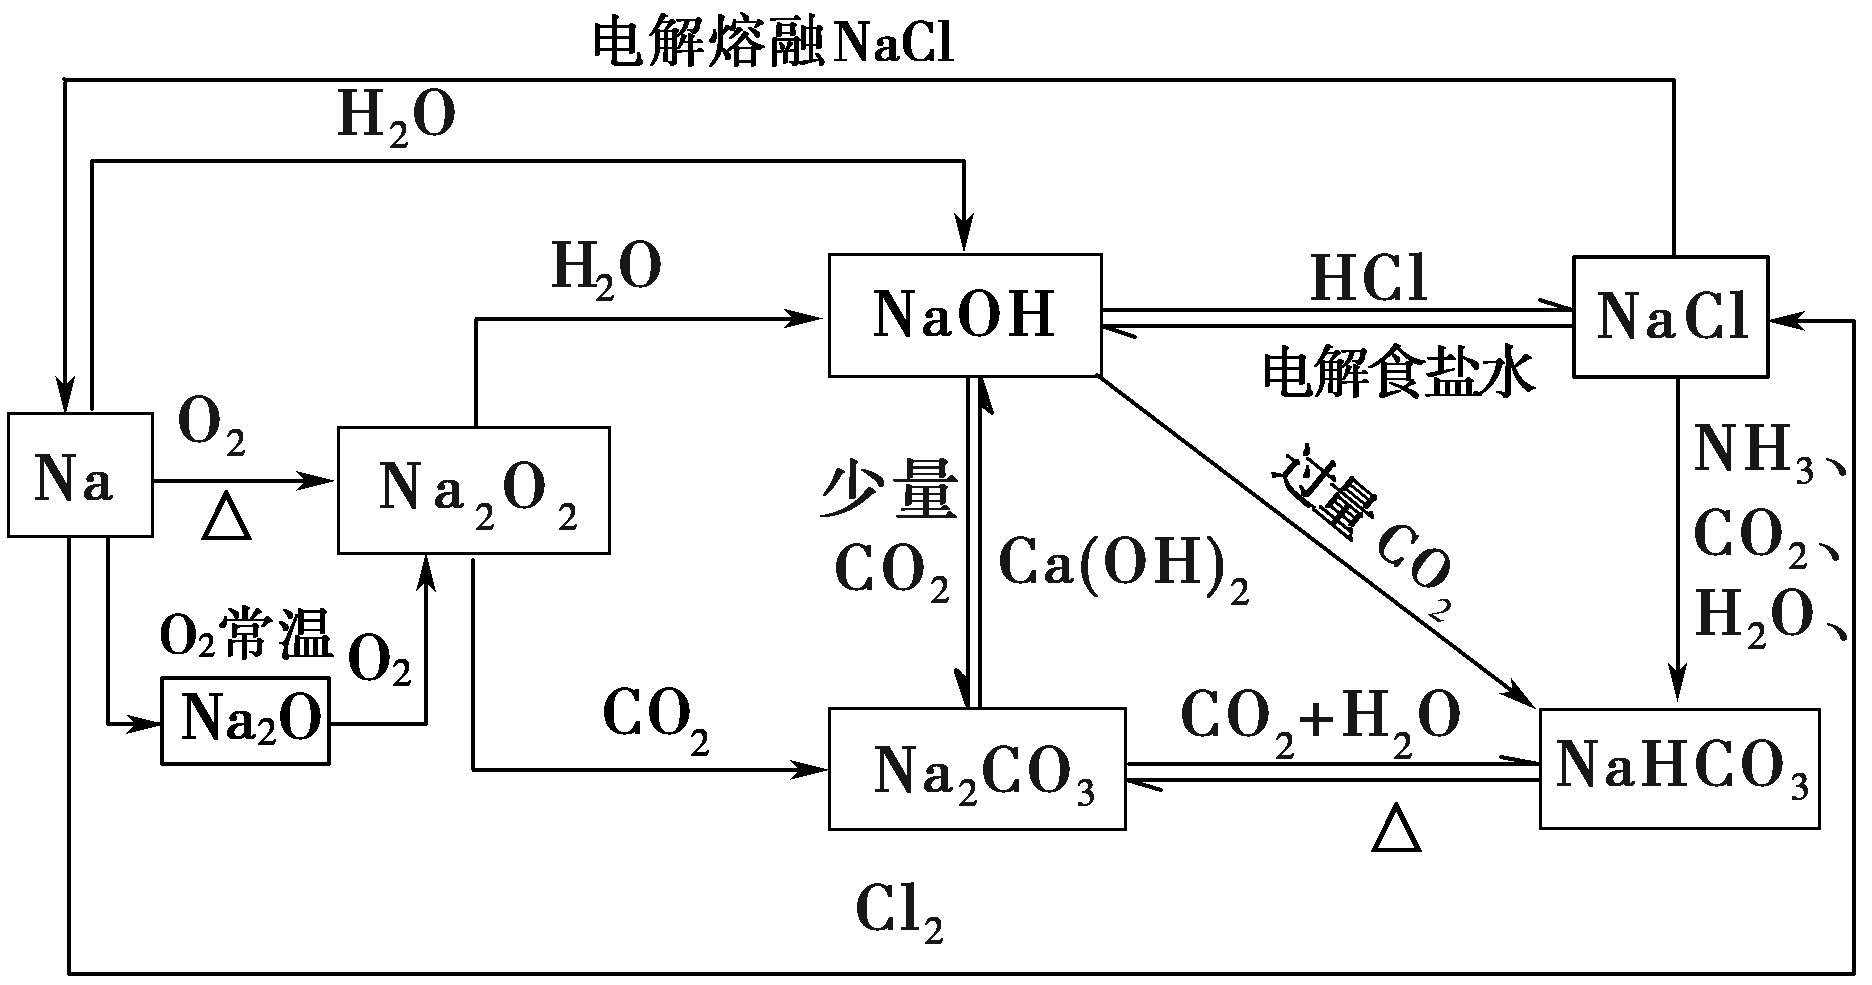 电解熔融NaCl
H₂O
H₂O
NaOH
HCl
NaCl
电解食盐水
Na
O₂
△
Na₂O₂
少量
CO₂
Ca(OH)₂
过量CO₂
NH₃、
CO₂、
H₂O、
O₂常温
O₂
Na₂O
CO₂
Na₂CO₃
CO₂+H₂O
△
NaHCO₃
Cl₂